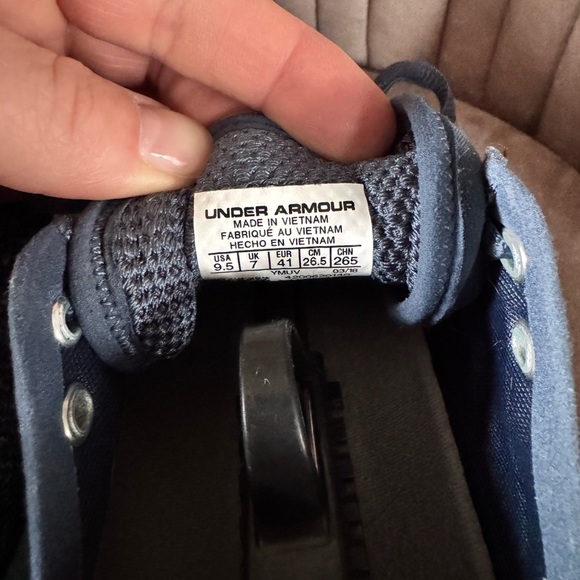 UNDER ARMOUR
MADE IN VIETNAM
FABRIQUÉ AU VIETNAM
HECHO EN VIETNAM
USA UK EUR CM CHN
9.5 7 41 26.5 265
YMUV 03/18